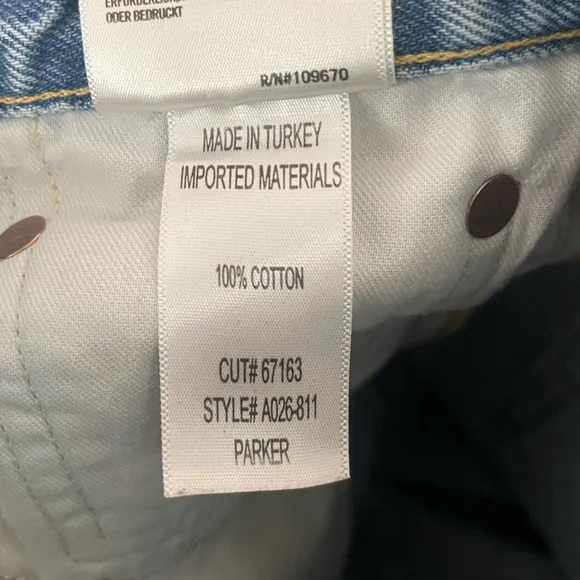 ODER BEDRUCKT
R/N#109670
MADE IN TURKEY
IMPORTED MATERIALS
100% COTTON
CUT# 67163
STYLE# A026-811
PARKER